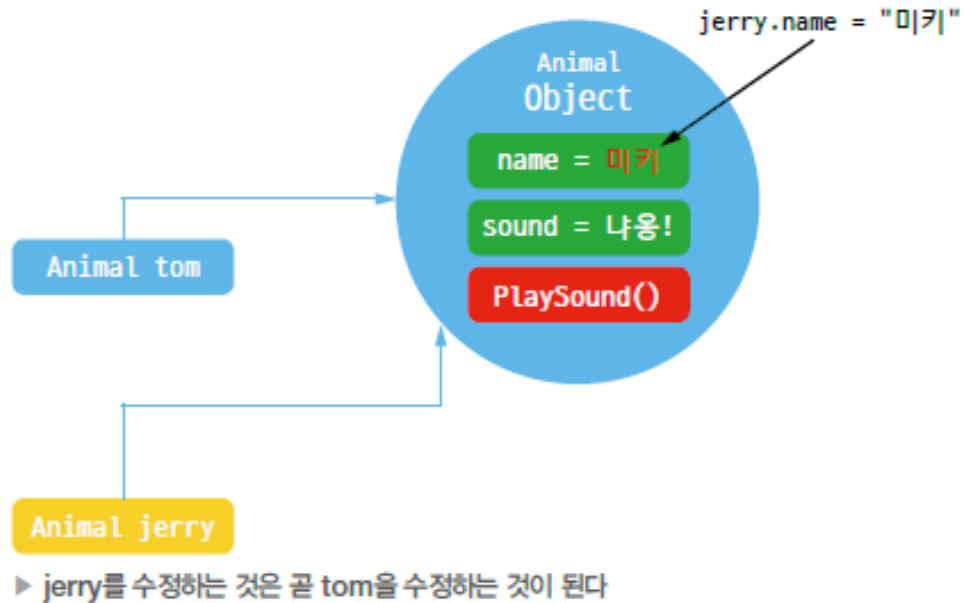 jerry.name = "미키"
Animal
Object
name = 미키
sound = 냐옹!
PlaySound()
Animal tom
Animal jerry
▶ jerry를 수정하는 것은 곧 tom을 수정하는 것이 된다